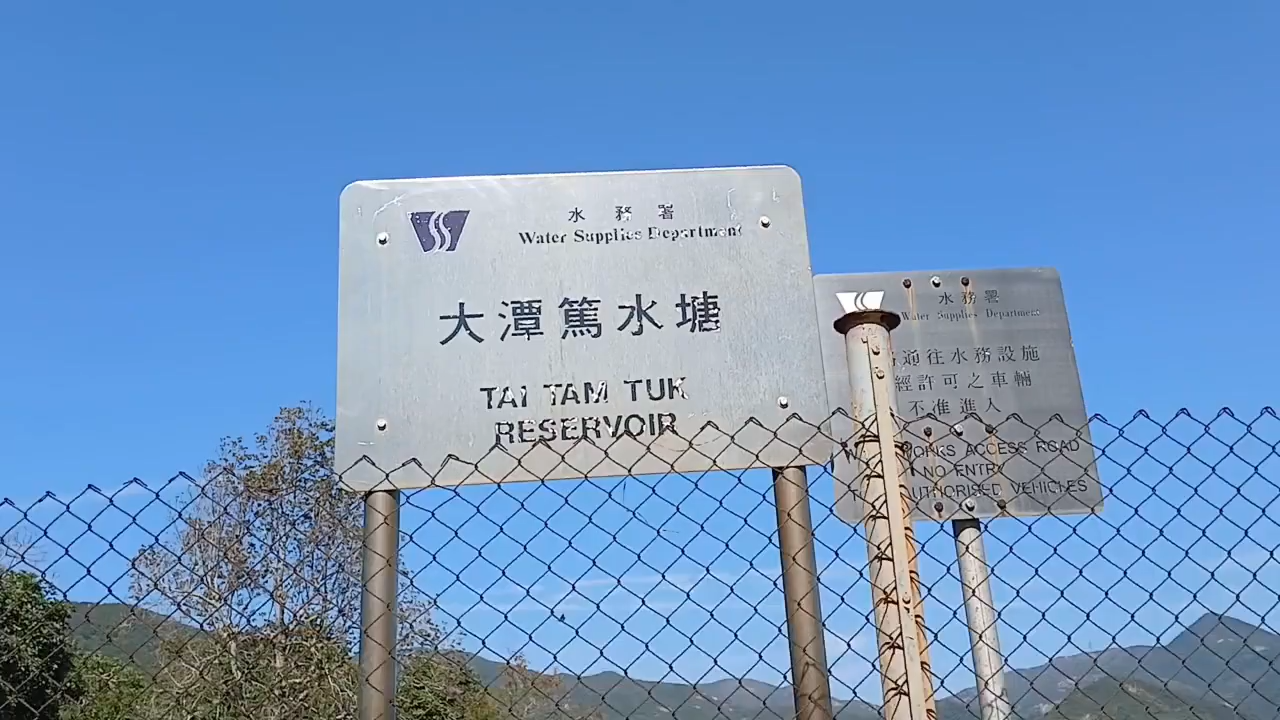 水務署
Water Supplies Department
大潭篤水塘
TAI TAM TUK
RESERVOIR
水務署
Water Supplies Department
通往水務設施
經許可之車輛
不准進入
ACCESS ROAD
NO ENTRY
VEHICLES